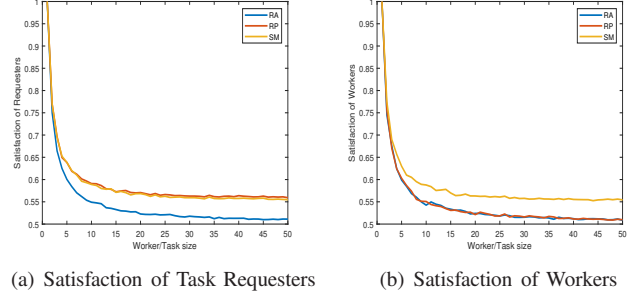 1
0.95
0.9
0.85
0.8
0.75
0.7
0.65
0.6
0.55
0.5
Satisfaction of Requesters
0 5 10 15 20 25 30 35 40 45 50
Worker/Task size
RA
RP
SM
(a) Satisfaction of Task Requesters
1
0.95
0.9
0.85
0.8
0.75
0.7
0.65
0.6
0.55
0.5
Satisfaction of Workers
0 5 10 15 20 25 30 35 40 45 50
Worker/Task size
RA
RP
SM
(b) Satisfaction of Workers